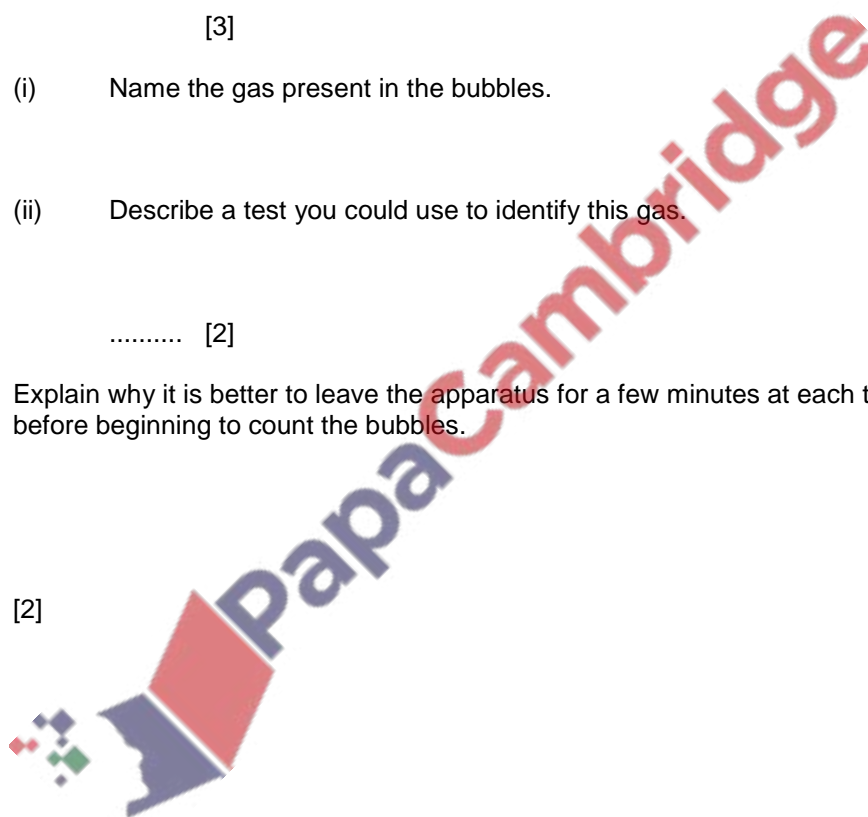 [3]
(i) Name the gas present in the bubbles.
(ii) Describe a test you could use to identify this gas.
.......... [2]
Explain why it is better to leave the apparatus for a few minutes at each t
before beginning to count the bubbles.
[2]
PapaCambridge